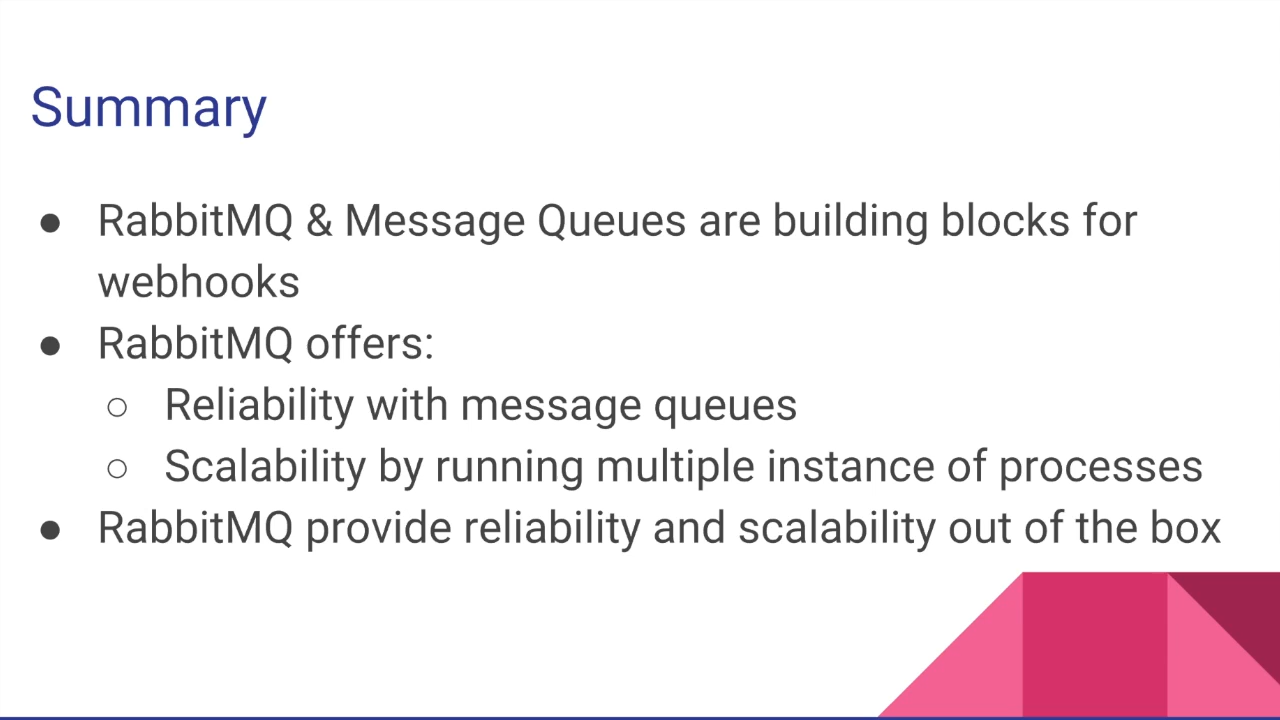 Summary
● RabbitMQ & Message Queues are building blocks for
webhooks
● RabbitMQ offers:
○ Reliability with message queues
○ Scalability by running multiple instance of processes
● RabbitMQ provide reliability and scalability out of the box